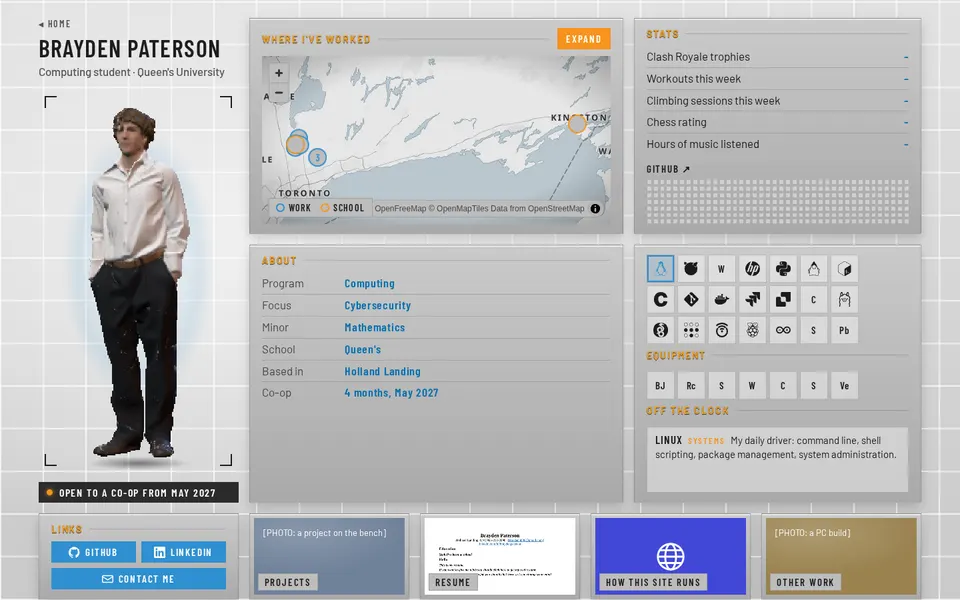 ◂ HOME
BRAYDEN PATERSON
Computing student · Queen's University
OPEN TO A CO-OP FROM MAY 2027
WHERE I'VE WORKED
EXPAND
+
−
KINGSTON
LE
WA
3
TORONTO
WORK
SCHOOL
OpenFreeMap © OpenMapTiles Data from OpenStreetMap
STATS
Clash Royale trophies -
Workouts this week -
Climbing sessions this week -
Chess rating -
Hours of music listened -
GITHUB ↗
ABOUT
Program Computing
Focus Cybersecurity
Minor Mathematics
School Queen's
Based in Holland Landing
Co-op 4 months, May 2027
W
hp
C
C
S
Pb
EQUIPMENT
BJ Rc S W C S Ve
OFF THE CLOCK
LINUX SYSTEMS My daily driver: command line, shell
scripting, package management, system administration.
LINKS
GITHUB
LINKEDIN
CONTACT ME
[PHOTO: a project on the bench]
PROJECTS
Brayden Paterson
RESUME
HOW THIS SITE RUNS
[PHOTO: a PC build]
OTHER WORK